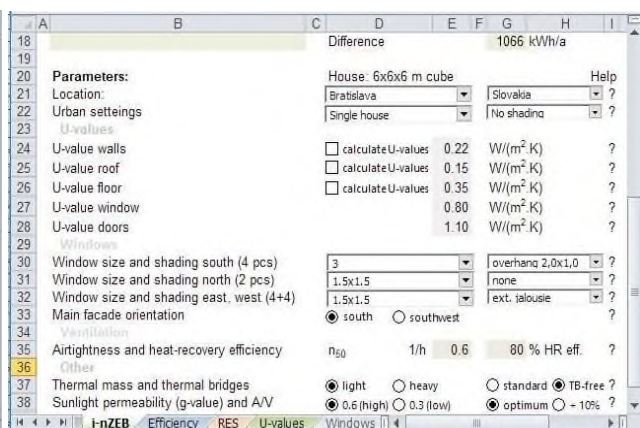 A B C D E F G H I
18 Difference 1066 kWh/a
19
20 Parameters: House: 6x6x6 m cube Help
21 Location: Bratislava Slovakia ?
22 Urban setteings Single house No shading ?
23 U-values
24 U-value walls calculateU-values 0.22 W/(m².K) ?
25 U-value roof calculateU-values 0.15 W/(m².K) ?
26 U-value floor calculateU-values 0.35 W/(m².K) ?
27 U-value window 0.80 W/(m².K) ?
28 U-value doors 1.10 W/(m².K) ?
29 Windows
30 Window size and shading south (4 pcs) 3 overhang 2,0x1,0 ?
31 Window size and shading north (2 pcs) 1.5x1.5 none ?
32 Window size and shading east, west (4+4) 1.5x1.5 ext. jalousie ?
33 Main facade orientation south southwest ?
34 Ventilation
35 Airtightness and heat-recovery efficiency n50 1/h 0.6 80 % HR eff. ?
36 Other
37 Thermal mass and thermal bridges light heavy standard TB-free ?
38 Sunlight permeability (g-value) and A/V 0.6 (high) 0.3 (low) optimum + 10% ?
i-nZEB Efficiency RES U-values Windows